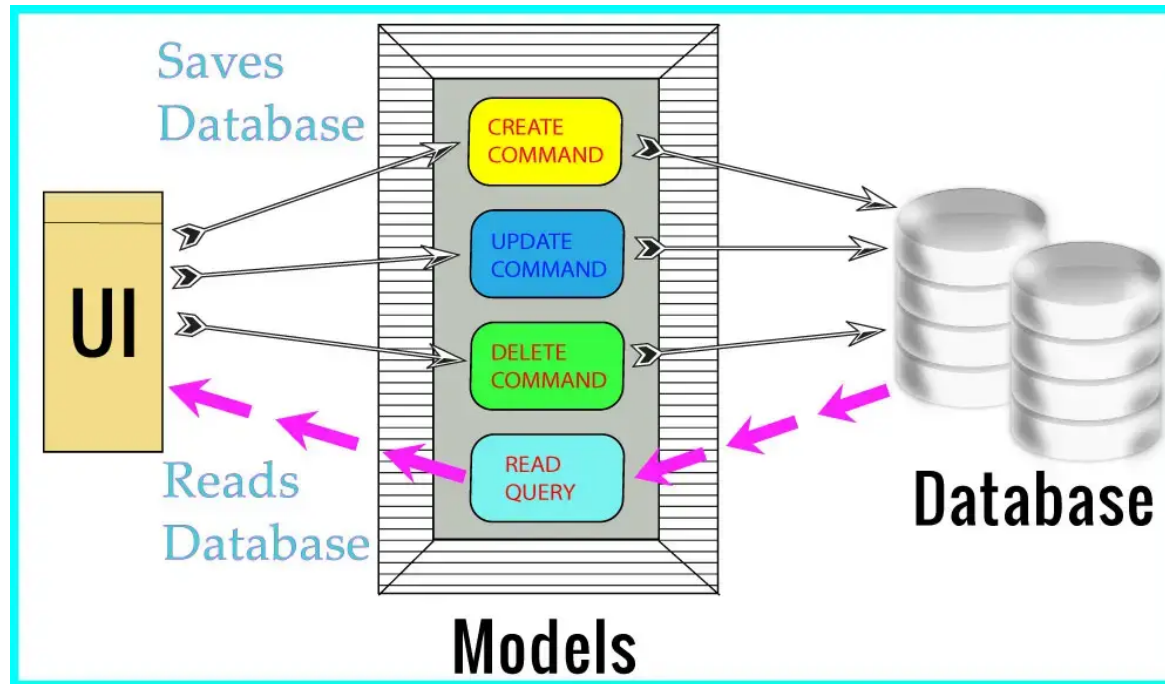 Saves
Database
CREATE
COMMAND
UPDATE
COMMAND
UI
DELETE
COMMAND
READ
QUERY
Reads
Database
Database
Models